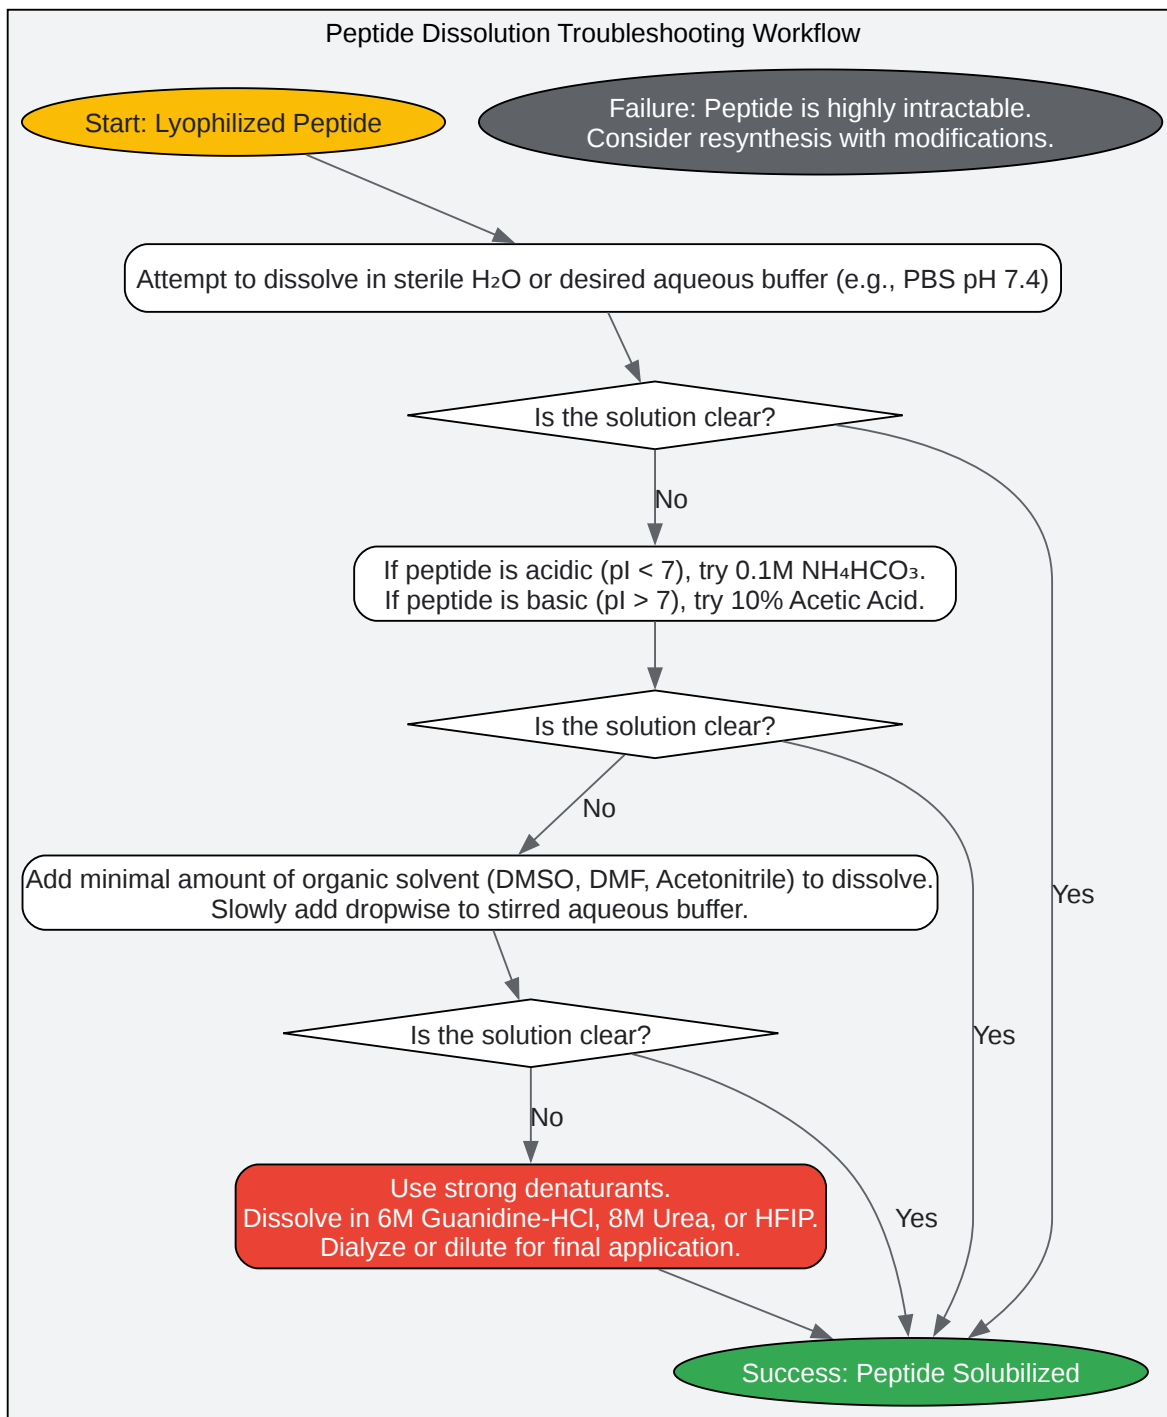 Peptide Dissolution Troubleshooting Workflow
Start: Lyophilized Peptide
Failure: Peptide is highly intractable.
Consider resynthesis with modifications.
Attempt to dissolve in sterile H₂O or desired aqueous buffer (e.g., PBS pH 7.4)
Is the solution clear?
No
If peptide is acidic (pI < 7), try 0.1M NH₄HCO₃.
If peptide is basic (pI > 7), try 10% Acetic Acid.
Is the solution clear?
No
Add minimal amount of organic solvent (DMSO, DMF, Acetonitrile) to dissolve.
Slowly add dropwise to stirred aqueous buffer.
Yes
Is the solution clear?
Yes
No
Use strong denaturants.
Dissolve in 6M Guanidine-HCl, 8M Urea, or HFIP.
Dialyze or dilute for final application.
Yes
Success: Peptide Solubilized